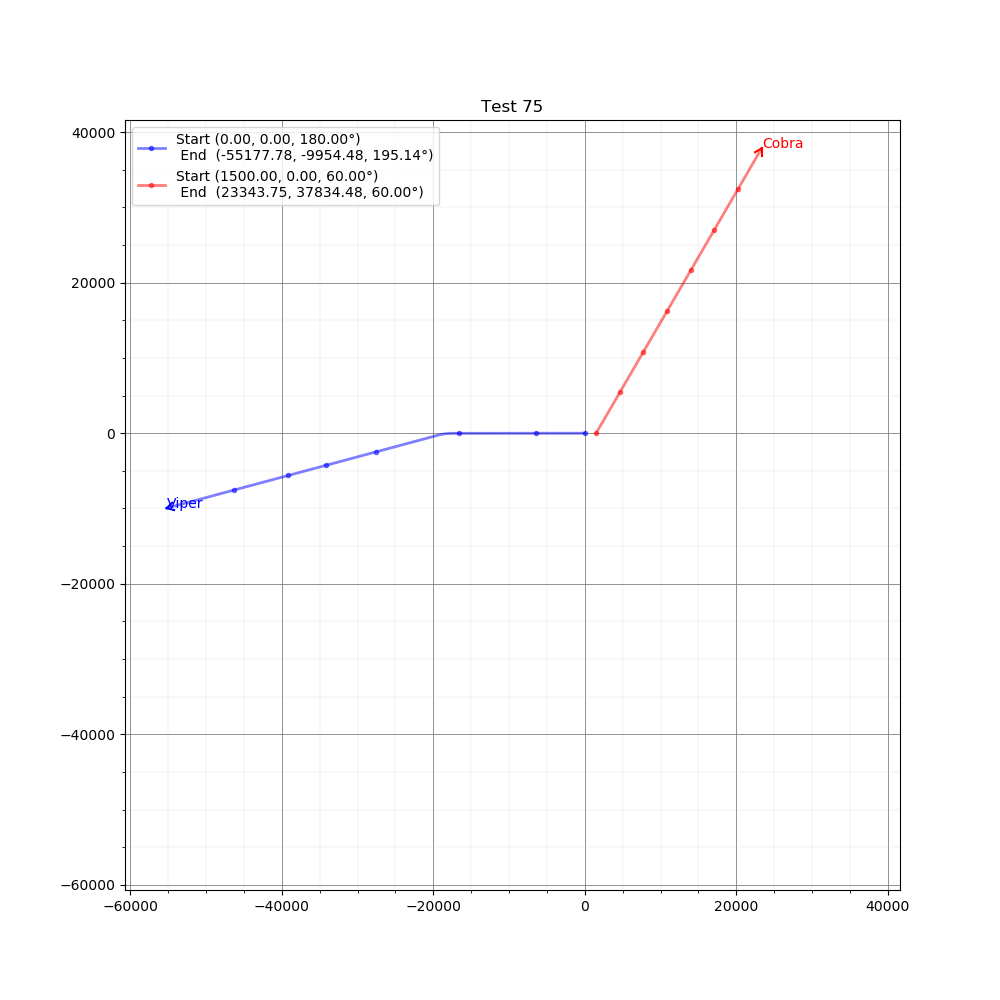 Test 75
Start (0.00, 0.00, 180.00°)
End (-55177.78, -9954.48, 195.14°)
Start (1500.00, 0.00, 60.00°)
End (23343.75, 37834.48, 60.00°)
Cobra
Viper
40000
20000
0
−20000
−40000
−60000
−60000 −40000 −20000 0 20000 40000